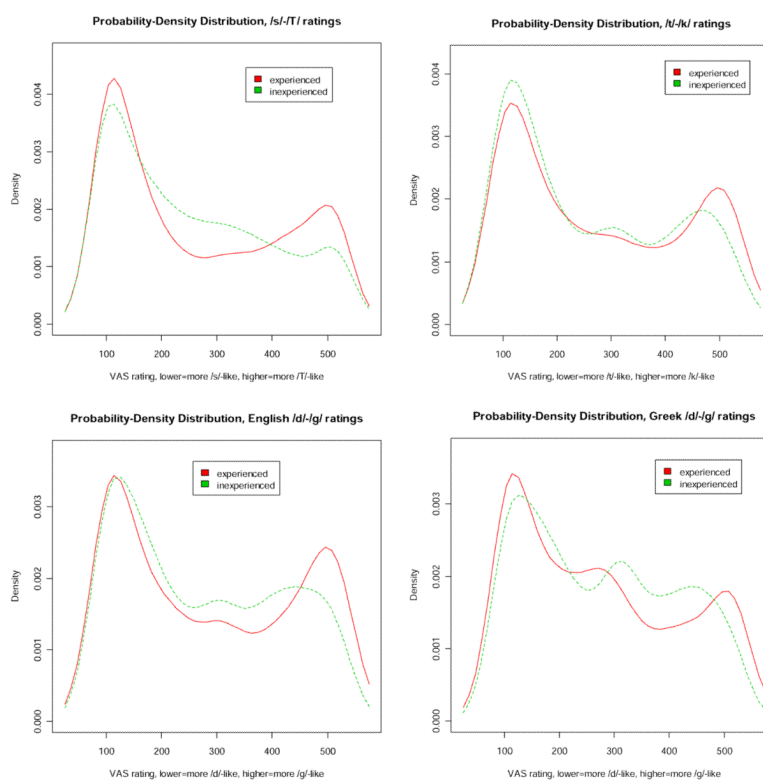 Probability-Density Distribution, /s/-/T/ ratings
experienced
inexperienced
Density
0.000
0.001
0.002
0.003
0.004
100 200 300 400 500
VAS rating, lower=more /s/-like, higher=more /T/-like
Probability-Density Distribution, /t/-/k/ ratings
experienced
inexperienced
Density
0.000
0.001
0.002
0.003
0.004
100 200 300 400 500
VAS rating, lower=more /t/-like, higher=more /k/-like
Probability-Density Distribution, English /d/-/g/ ratings
experienced
inexperienced
Density
0.000
0.001
0.002
0.003
100 200 300 400 500
VAS rating, lower=more /d/-like, higher=more /g/-like
Probability-Density Distribution, Greek /d/-/g/ ratings
experienced
inexperienced
Density
0.000
0.001
0.002
0.003
100 200 300 400 500
VAS rating, lower=more /d/-like, higher=more /g/-like